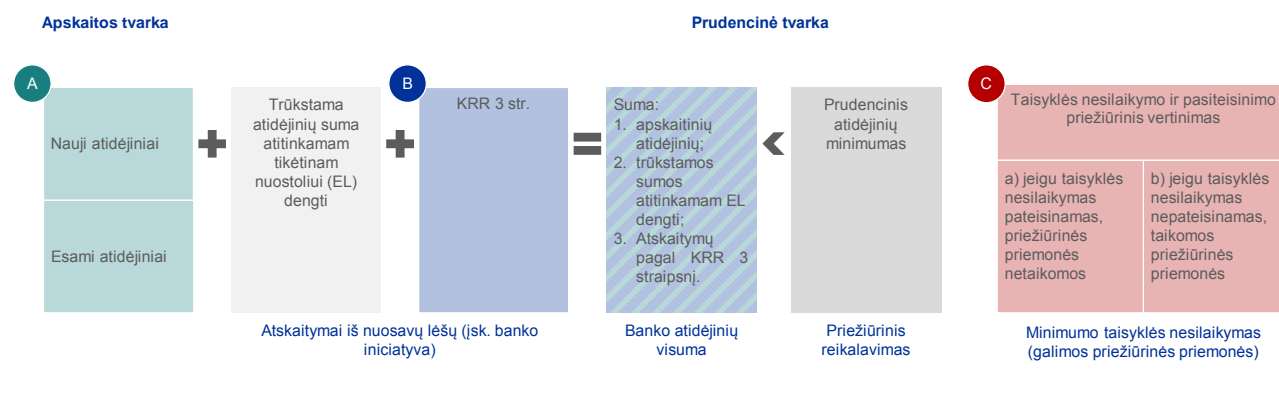 Apskaitos tvarka
Prudencinė tvarka
A
Nauji atidėjiniai
Esami atidėjiniai
Trūkstama
atidėjinių suma
atitinkamam
tikėtinam
nuostoliui (EL)
dengti
B
KRR 3 str.
Atskaitymai iš nuosavų lėšų (įsk. banko
iniciatyva)
Suma:
1. apskaitinių
atidėjinių;
2. trūkstamos
sumos
atitinkamam EL
dengti;
3. Atskaitymų
pagal KRR 3
straipsnį.
Banko atidėjinių
visuma
Prudencinis
atidėjinių
minimumas
Priežiūrinis
reikalavimas
C
Taisyklės nesilaikymo ir pasiteisinimo
priežiūrinis vertinimas
a) jeigu taisyklės
nesilaikymas
pateisinamas,
priežiūrinės
priemonės
netaikomos
b) jeigu taisyklės
nesilaikymas
nepateisinamas,
taikomos
priežiūrinės
priemonės
Minimumo taisyklės nesilaikymas
(galimos priežiūrinės priemonės)